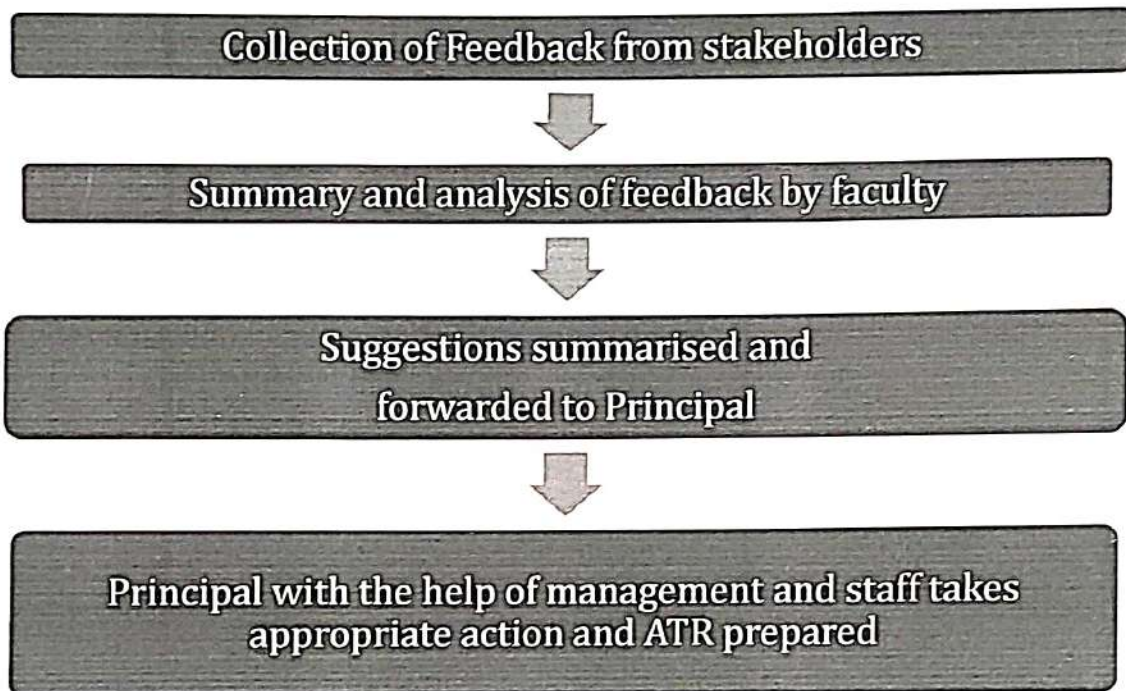 Collection of Feedback from stakeholders
Summary and analysis of feedback by faculty
Suggestions summarised and
forwarded to Principal
Principal with the help of management and staff takes
appropriate action and ATR prepared